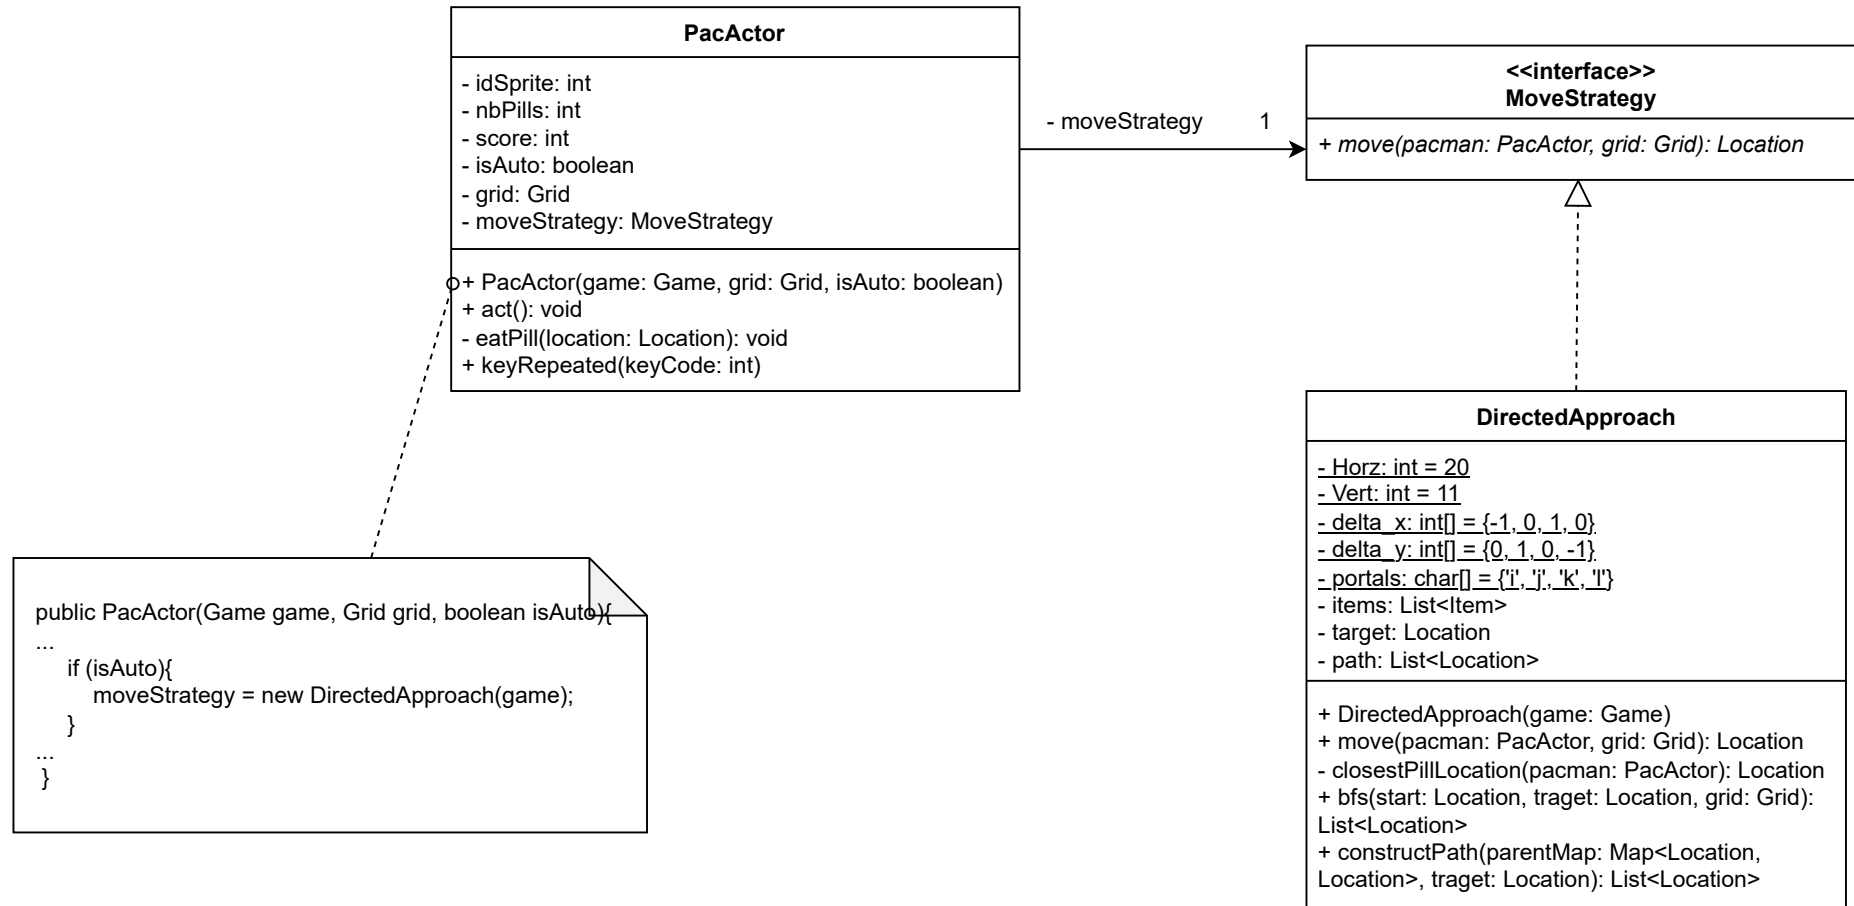 PacActor
- idSprite: int
- nbPills: int
- score: int
- isAuto: boolean
- grid: Grid
- moveStrategy: MoveStrategy
+ PacActor(game: Game, grid: Grid, isAuto: boolean)
+ act(): void
- eatPill(location: Location): void
+ keyRepeated(keyCode: int)
- moveStrategy 1
<<interface>>
MoveStrategy
+ move(pacman: PacActor, grid: Grid): Location
public PacActor(Game game, Grid grid, boolean isAuto){
...
if (isAuto){
moveStrategy = new DirectedApproach(game);
}
...
}
DirectedApproach
- Horz: int = 20
- Vert: int = 11
- delta_x: int[] = {-1, 0, 1, 0}
- delta_y: int[] = {0, 1, 0, -1}
- portals: char[] = {'i', 'j', 'k', 'l'}
- items: List<Item>
- target: Location
- path: List<Location>
+ DirectedApproach(game: Game)
+ move(pacman: PacActor, grid: Grid): Location
- closestPillLocation(pacman: PacActor): Location
+ bfs(start: Location, traget: Location, grid: Grid):
List<Location>
+ constructPath(parentMap: Map<Location,
Location>, traget: Location): List<Location>